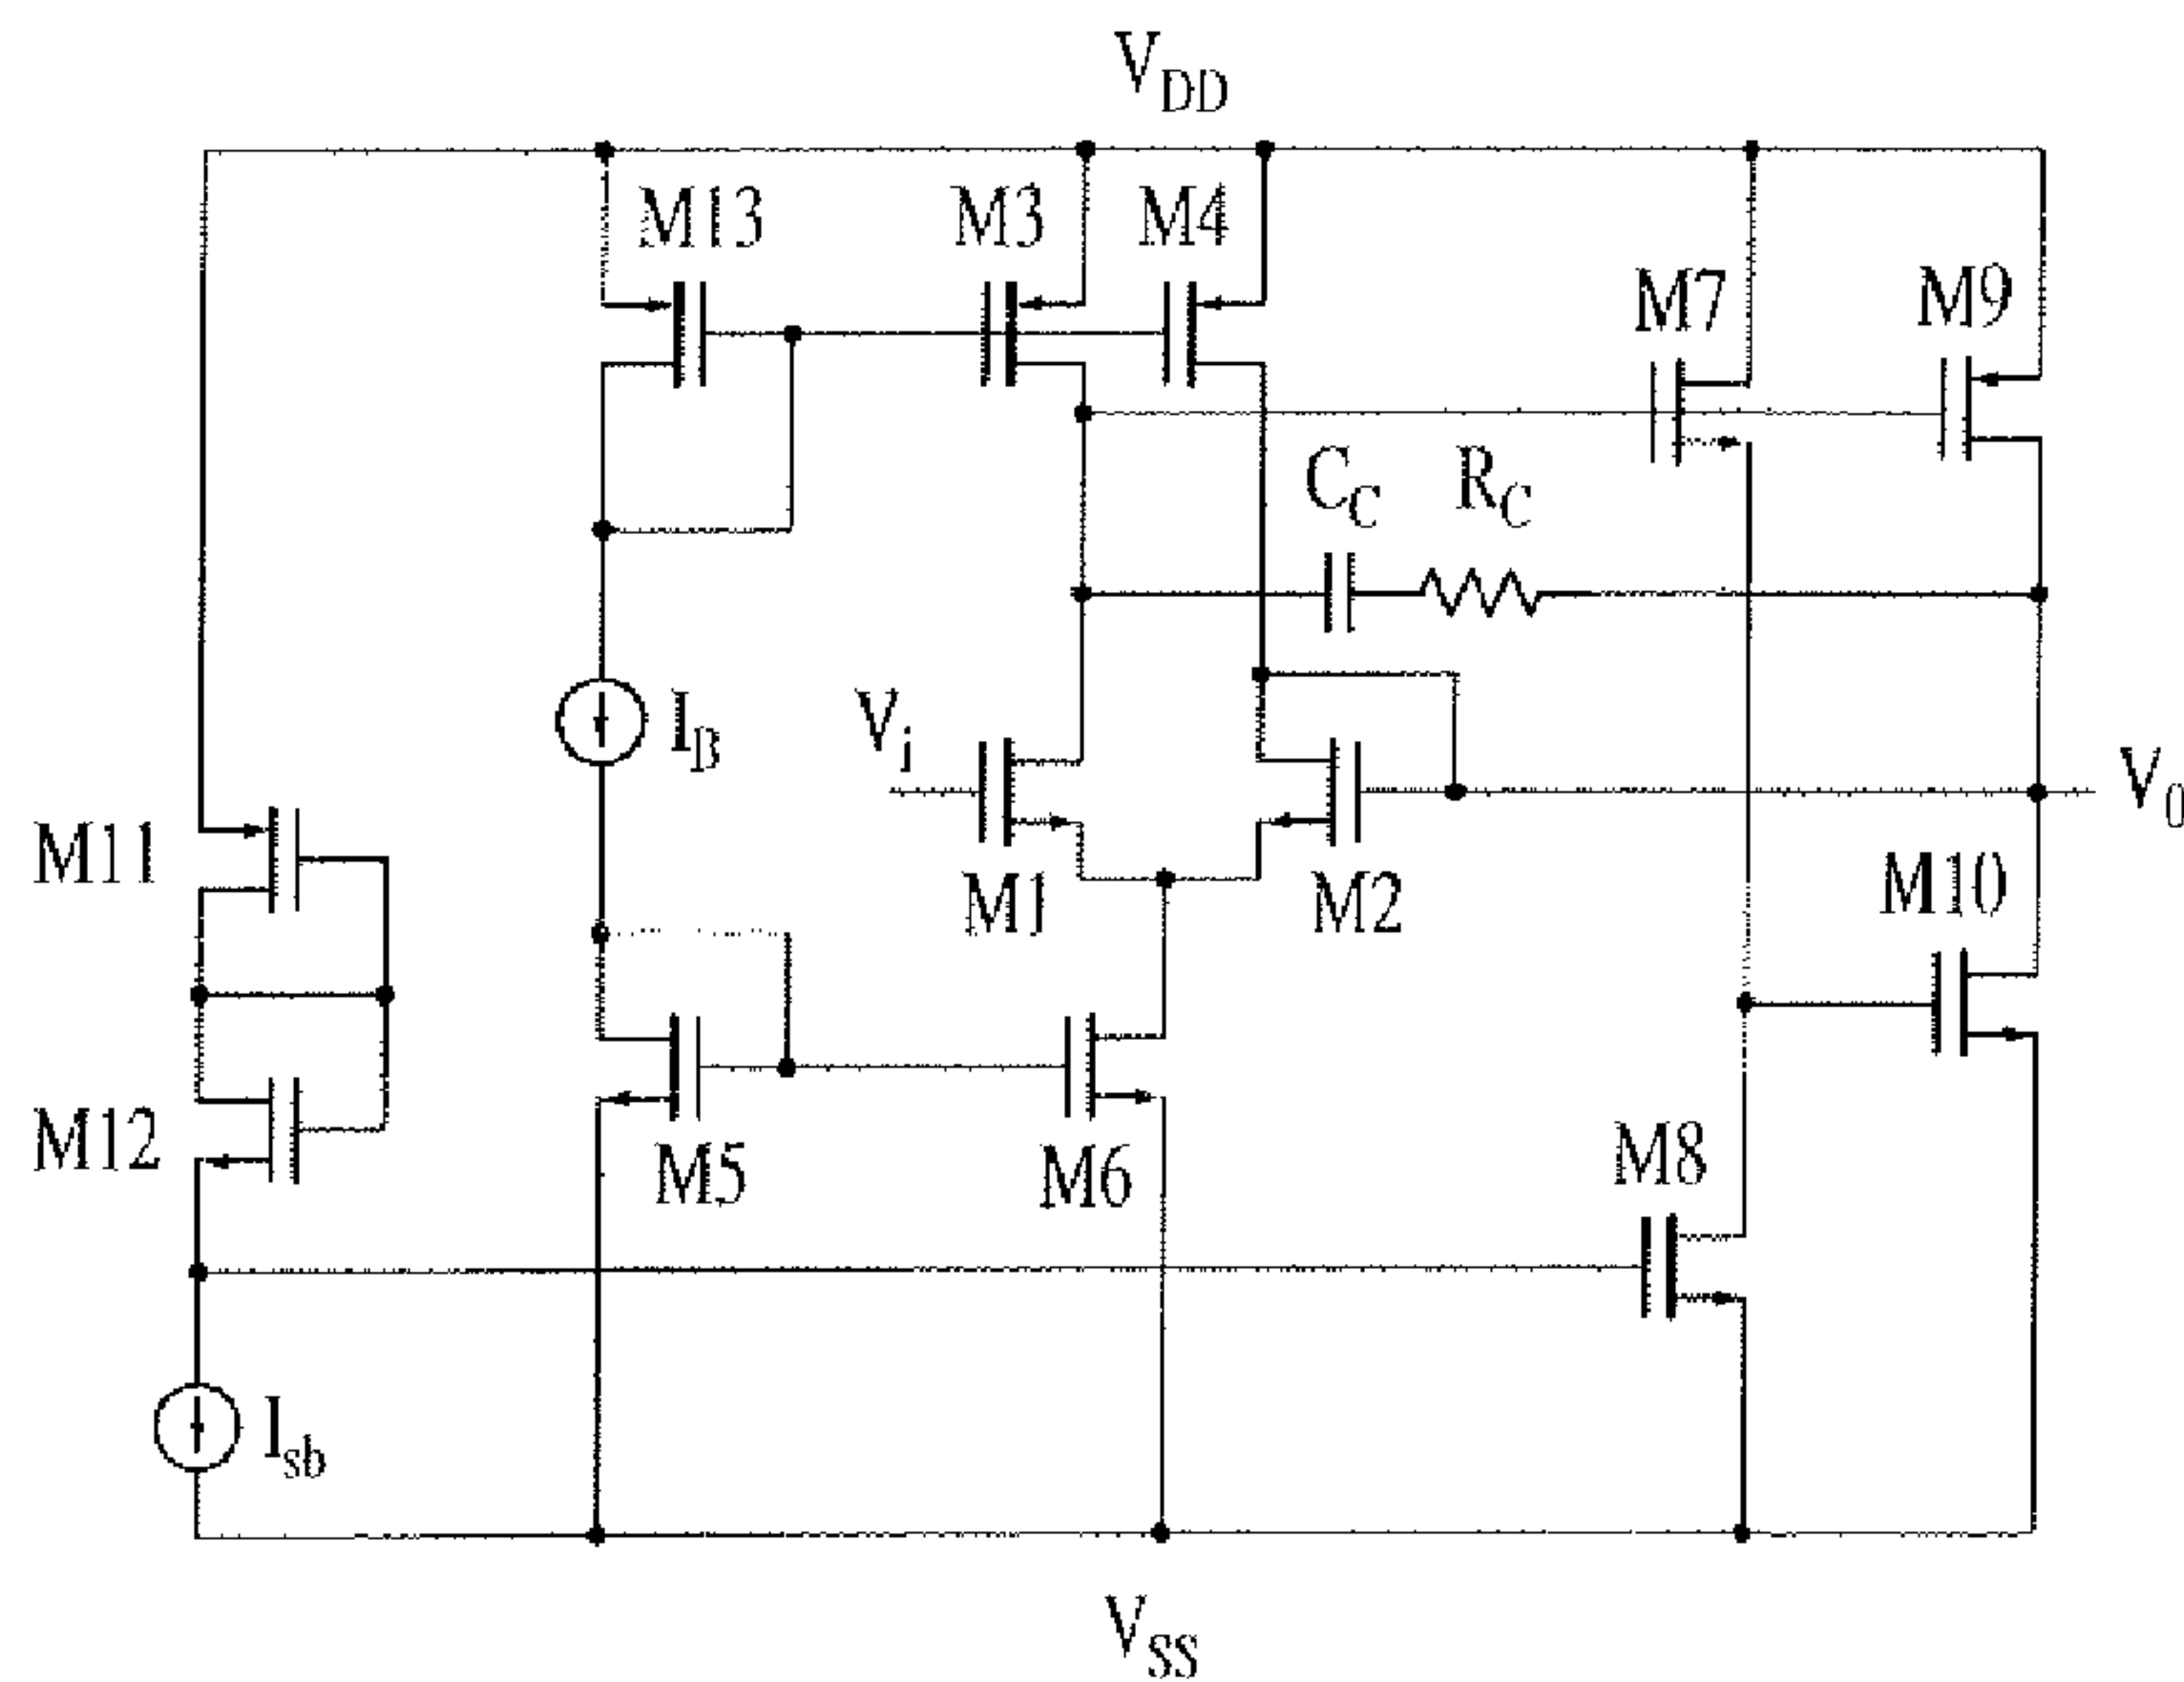 V_DD
M13
M3
M4
M7
M9
C_C
R_C
I_B
V_i
V_0
M11
M1
M2
M10
M12
M5
M6
M8
I_sb
V_SS